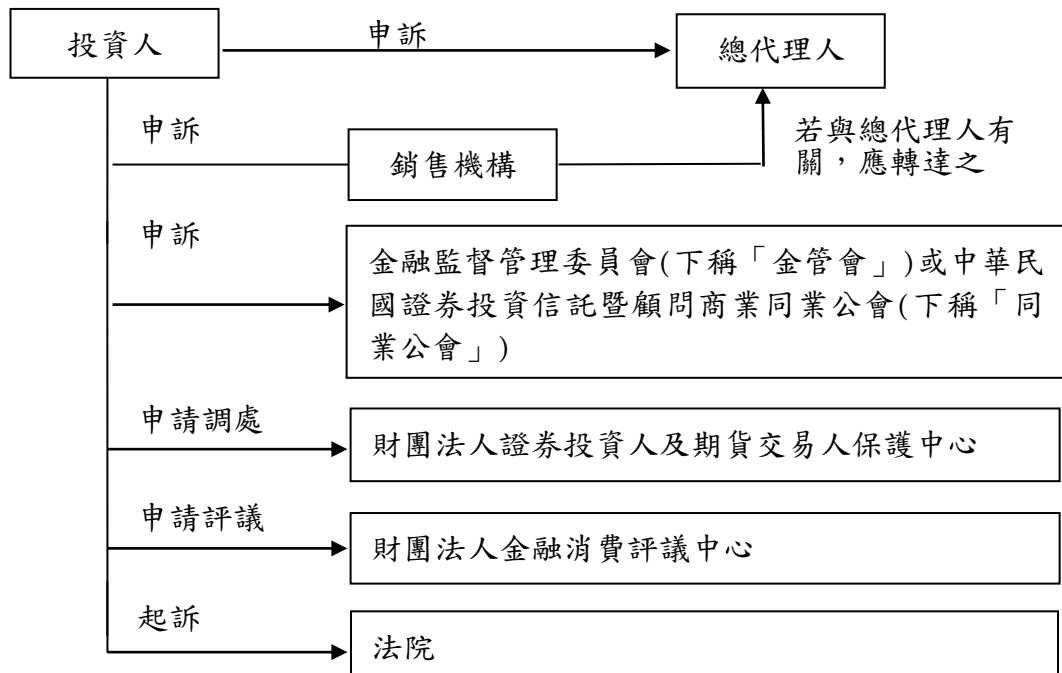 投資人
申訴
總代理人
申訴
銷售機構
若與總代理人有
關，應轉達之
申訴
金融監督管理委員會(下稱「金管會」)或中華民
國證券投資信託暨顧問商業同業公會(下稱「同
業公會」)
申請調處
財團法人證券投資人及期貨交易人保護中心
申請評議
財團法人金融消費評議中心
起訴
法院